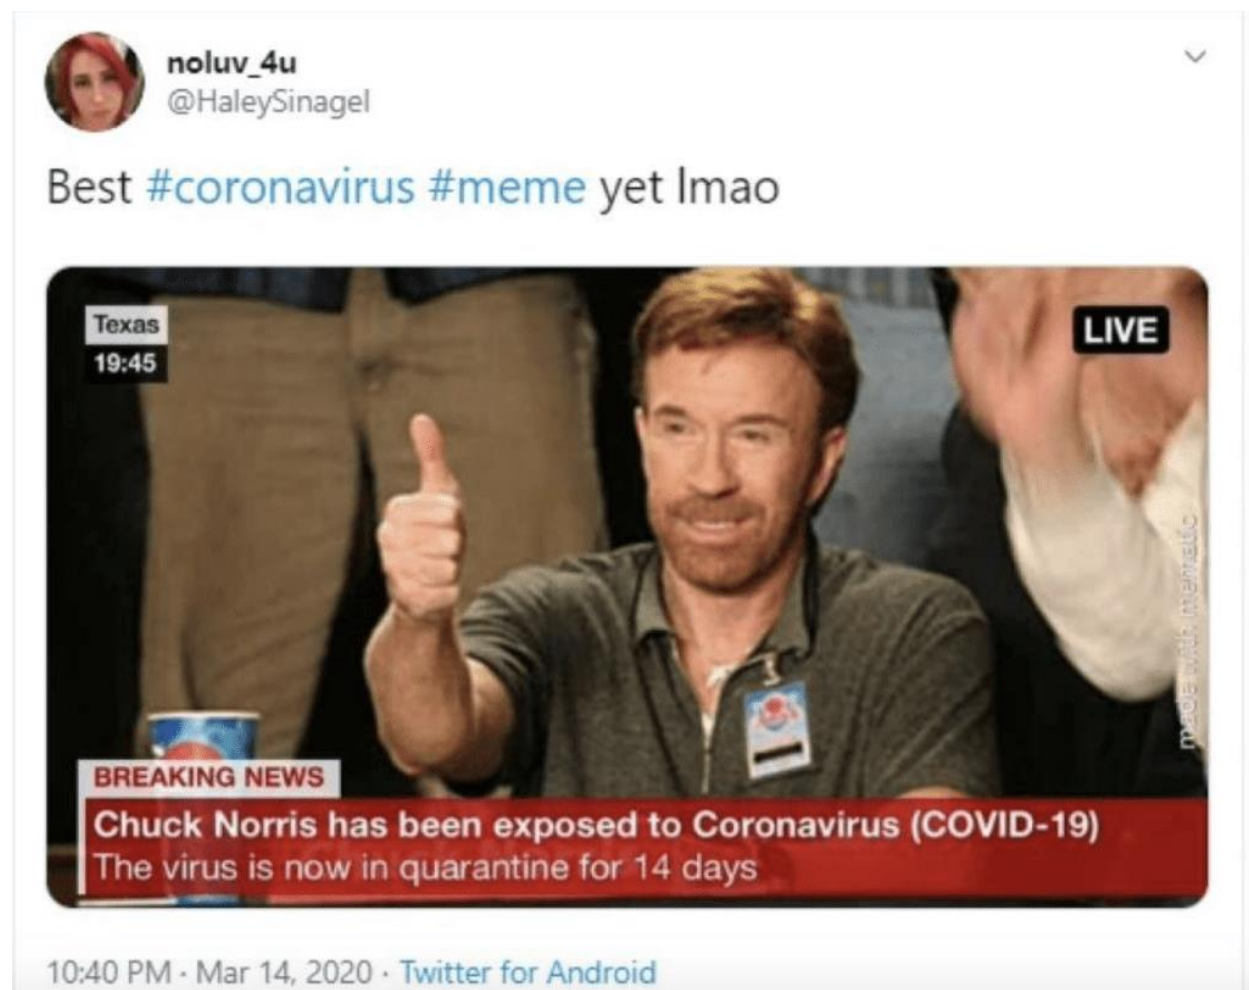 noluv_4u
@HaleySinagel
Best #coronavirus #meme yet lmao
Texas
19:45
LIVE
made with mematic
BREAKING NEWS
Chuck Norris has been exposed to Coronavirus (COVID-19)
The virus is now in quarantine for 14 days
10:40 PM · Mar 14, 2020 · Twitter for Android